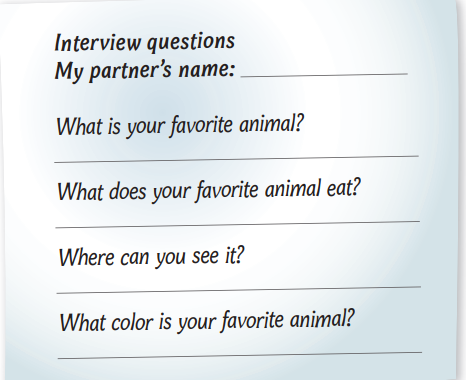 Interview questions
My partner's name:
What is your favorite animal?
What does your favorite animal eat?
Where can you see it?
What color is your favorite animal?